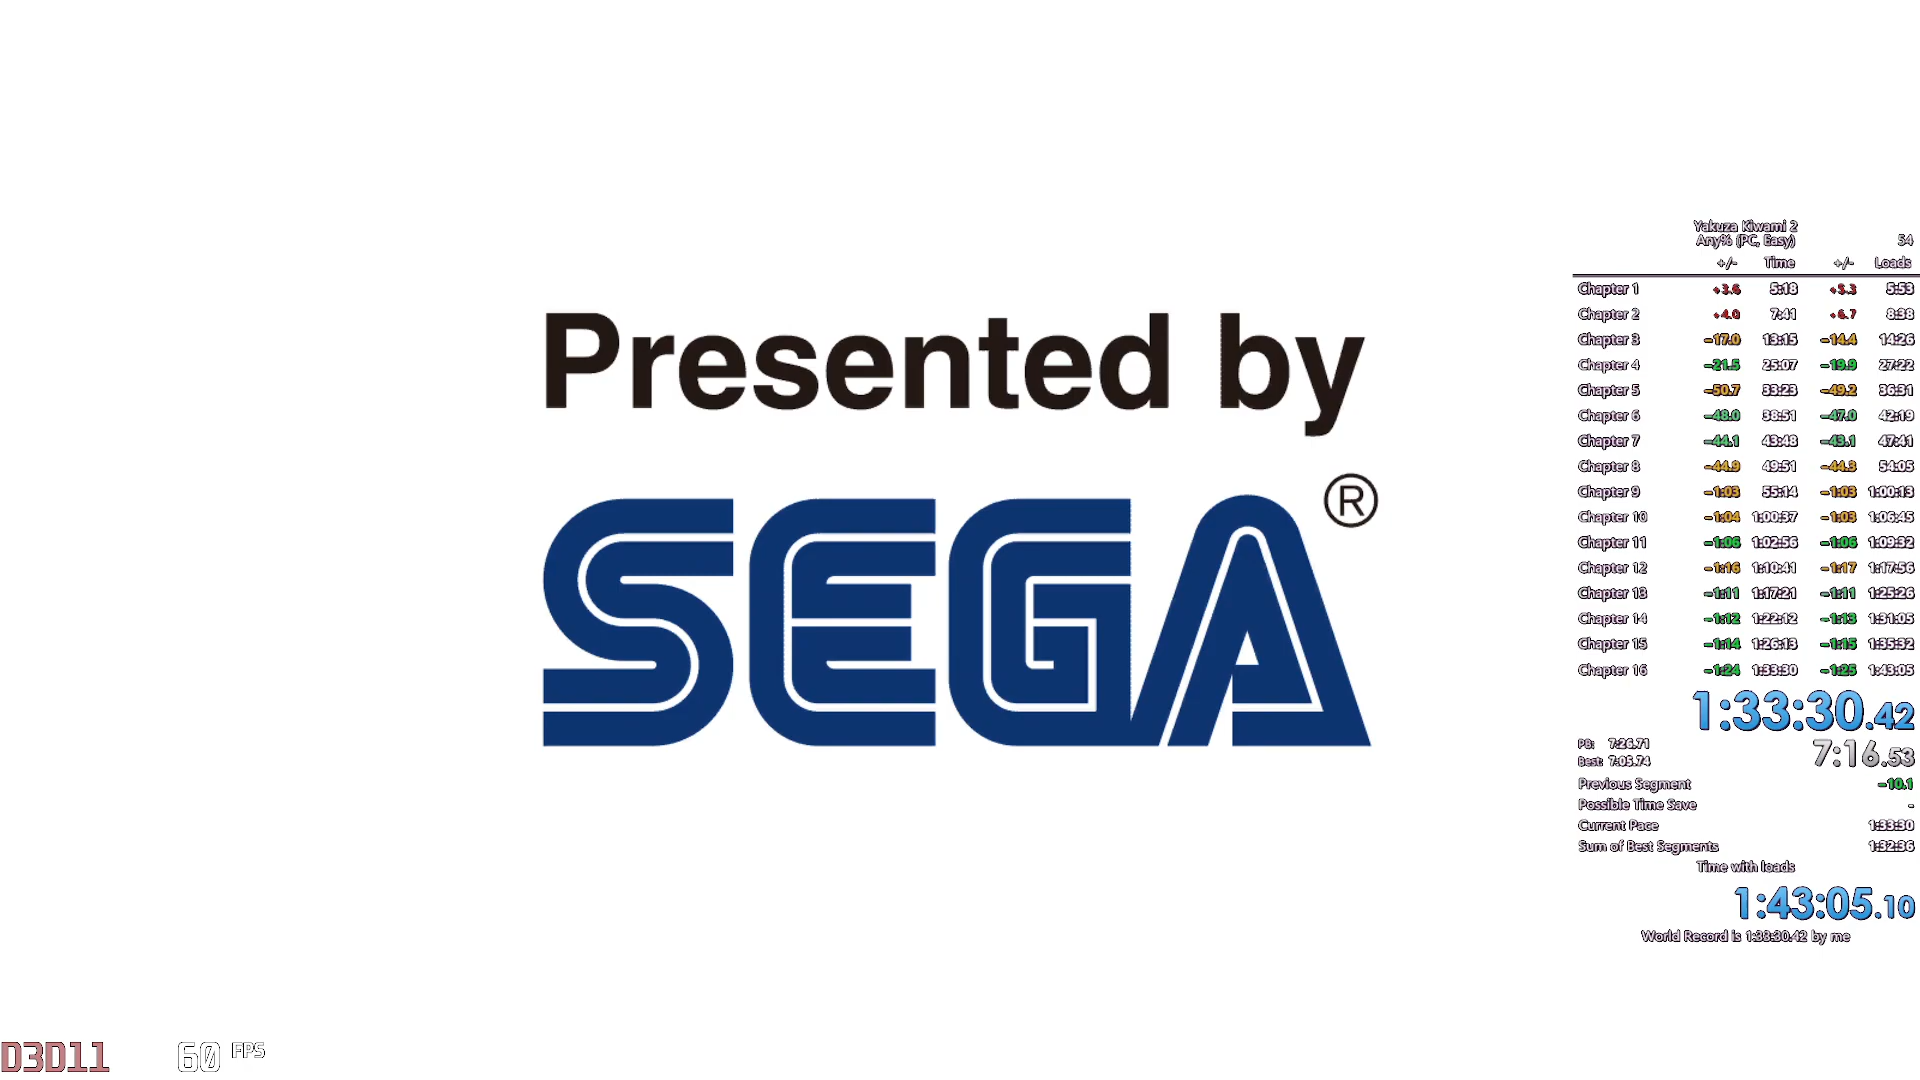 Presented by
SEGA®
Yakuza Kiwami 2
Any% (PC, Easy) 54
+/- Time +/- Loads
Chapter 1 +3.6 5:18 +5.3 5:53
Chapter 2 +4.0 7:41 +6.7 8:38
Chapter 3 −17.0 13:15 −14.4 14:26
Chapter 4 −21.5 25:07 −19.9 27:22
Chapter 5 −50.7 33:23 −49.2 36:31
Chapter 6 −48.0 38:51 −47.0 42:19
Chapter 7 −44.1 43:48 −43.1 47:41
Chapter 8 −44.9 49:51 −44.3 54:05
Chapter 9 −1:03 55:14 −1:03 1:00:13
Chapter 10 −1:04 1:00:37 −1:03 1:06:45
Chapter 11 −1:06 1:02:56 −1:06 1:09:32
Chapter 12 −1:16 1:10:41 −1:17 1:17:56
Chapter 13 −1:11 1:17:21 −1:11 1:25:26
Chapter 14 −1:12 1:22:12 −1:13 1:31:05
Chapter 15 −1:14 1:26:13 −1:15 1:35:32
Chapter 16 −1:24 1:33:30 −1:25 1:43:05
1:33:30.42
PB: 7:26.71
Best: 7:05.74
7:16.53
Previous Segment −10.1
Possible Time Save -
Current Pace 1:33:30
Sum of Best Segments 1:32:36
Time with loads
1:43:05.10
World Record is 1:33:30.42 by me
D3D11 60 FPS